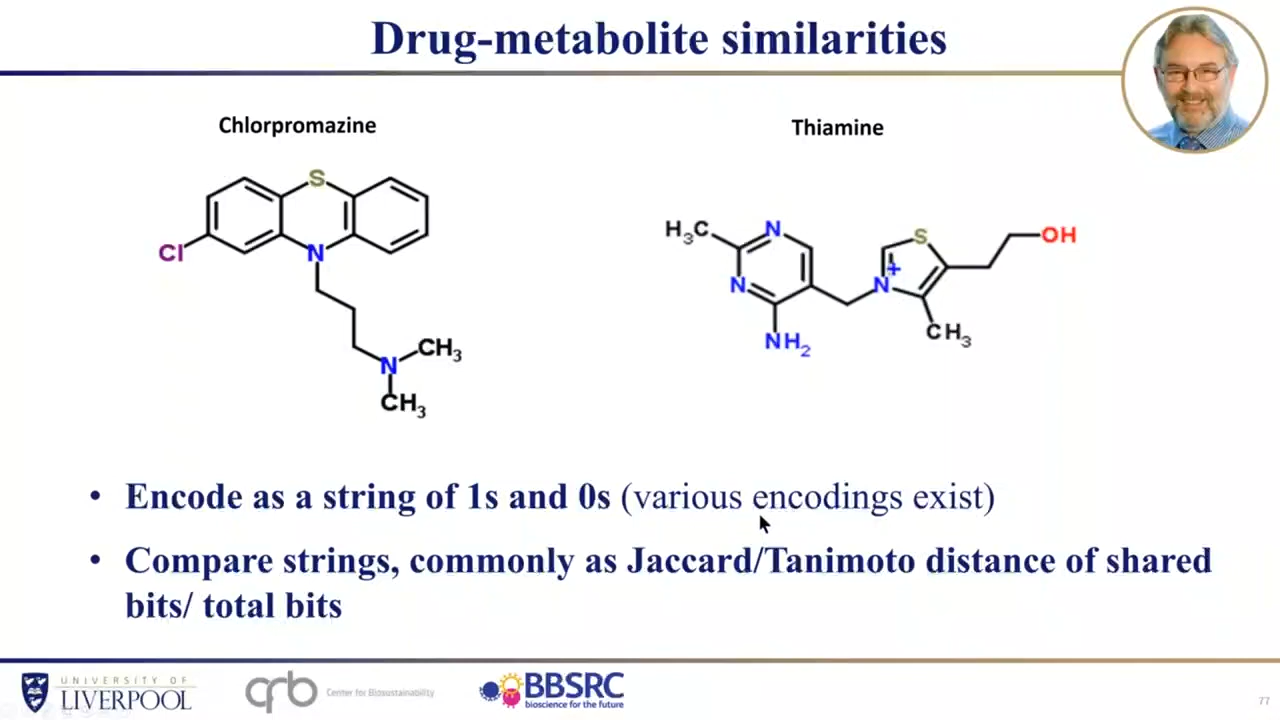 Drug-metabolite similarities
Chlorpromazine
Thiamine
S
Cl
N
N
CH3
CH3
H3C
N
N
NH2
S
N
+
OH
CH3
• Encode as a string of 1s and 0s (various encodings exist)
• Compare strings, commonly as Jaccard/Tanimoto distance of shared
bits/ total bits
UNIVERSITY OF
LIVERPOOL
Center for Biosustainability
BBSRC
bioscience for the future
77